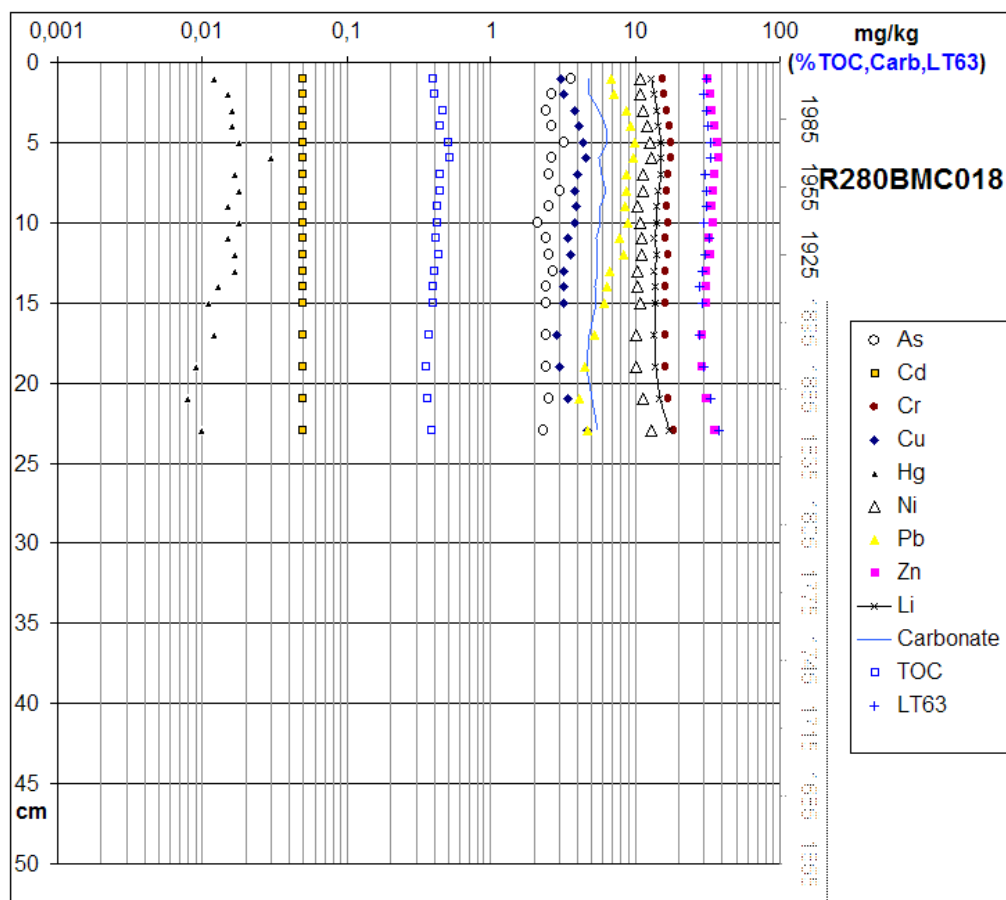 0,001 0,01 0,1 1 10 100 mg/kg
(%TOC,Carb,LT63)
0
5
10
15
20
25
30
35
40
45
cm
50
1985
1955
1925
R280BMC018
As
Cd
Cr
Cu
Hg
Ni
Pb
Zn
Li
Carbonate
TOC
LT63